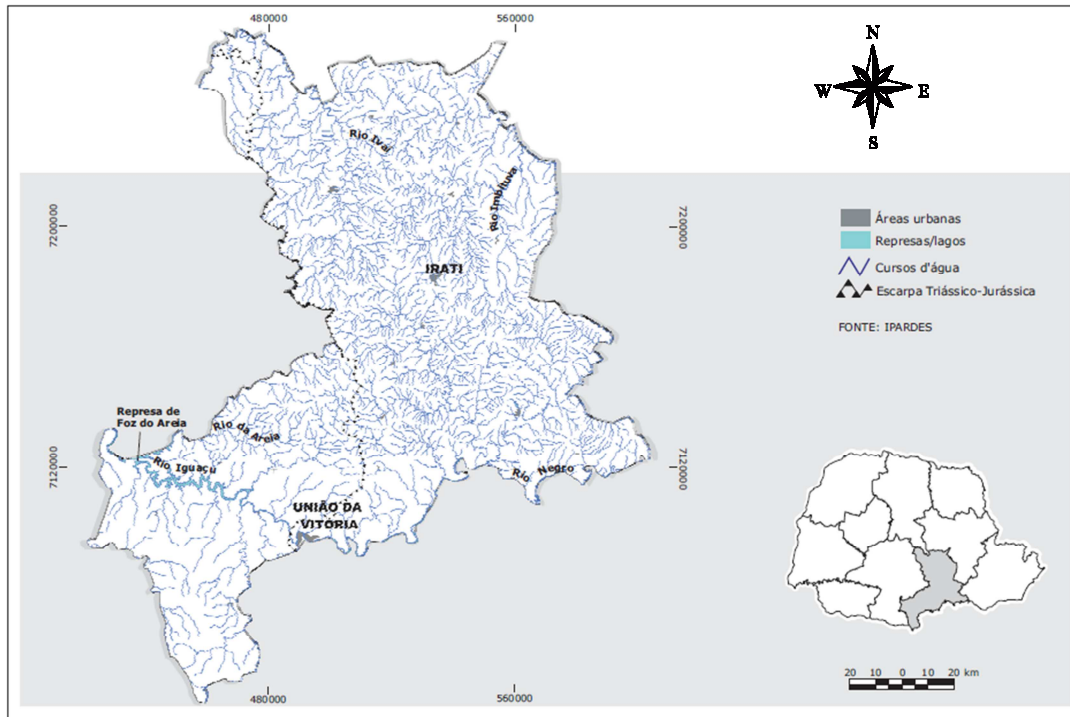 480000
560000
N
W
E
S
Rio Ivaí
Rio Imbituva
7200000
7200000
Áreas urbanas
Represas/lagos
IRATI
Cursos d'água
Escarpa Triássico-Jurássica
FONTE: IPARDES
Represa de
Foz do Areia
Rio da Areia
Rio Iguaçu
7120000
Rio Negro
7120000
UNIÃO DA
VITÓRIA
20 10 0 10 20 km
480000
560000